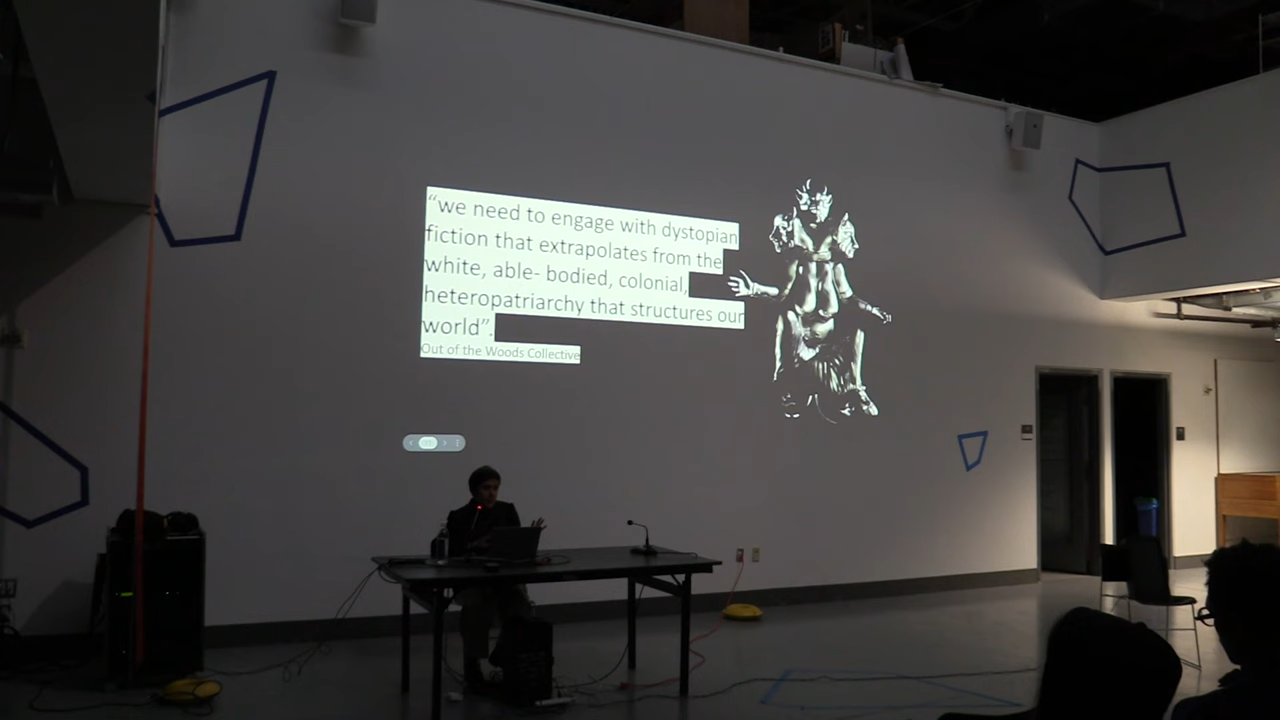 “we need to engage with dystopian
fiction that extrapolates from the
white, able- bodied, colonial,
heteropatriarchy that structures our
world”.
Out of the Woods Collective